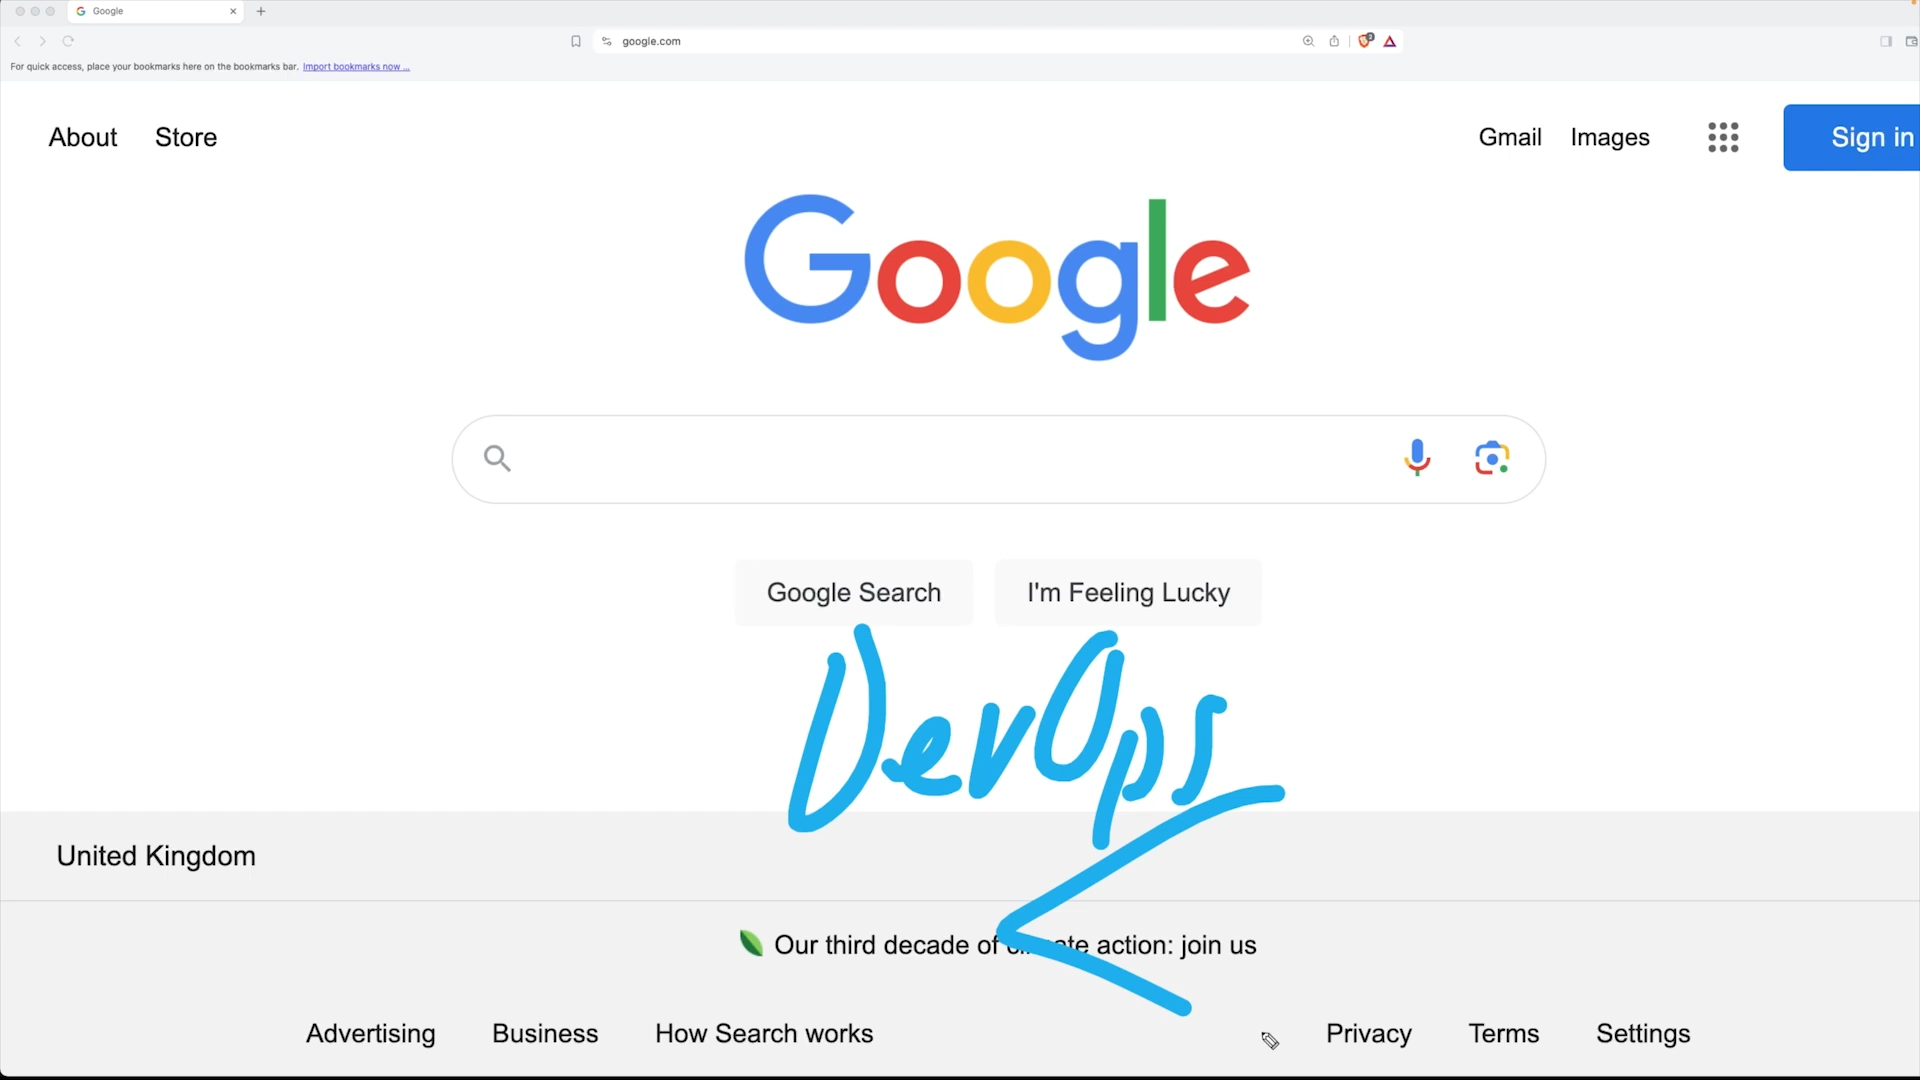 Google
google.com
2
For quick access, place your bookmarks here on the bookmarks bar. Import bookmarks now ...
About Store Gmail Images Sign in
Google
Google Search I'm Feeling Lucky
DevOps
United Kingdom
Our third decade of action: join us
Advertising Business How Search works Privacy Terms Settings